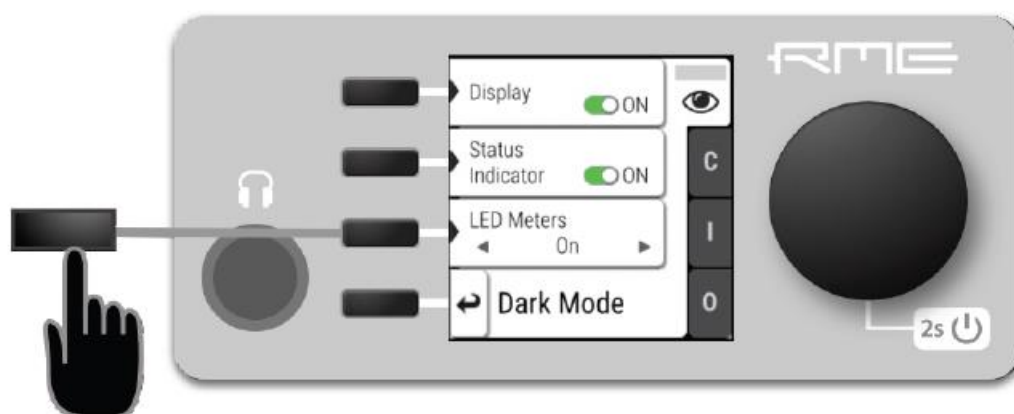 RME
Display
ON
Status
Indicator
ON
LED Meters
On
Dark Mode
C
I
O
2s